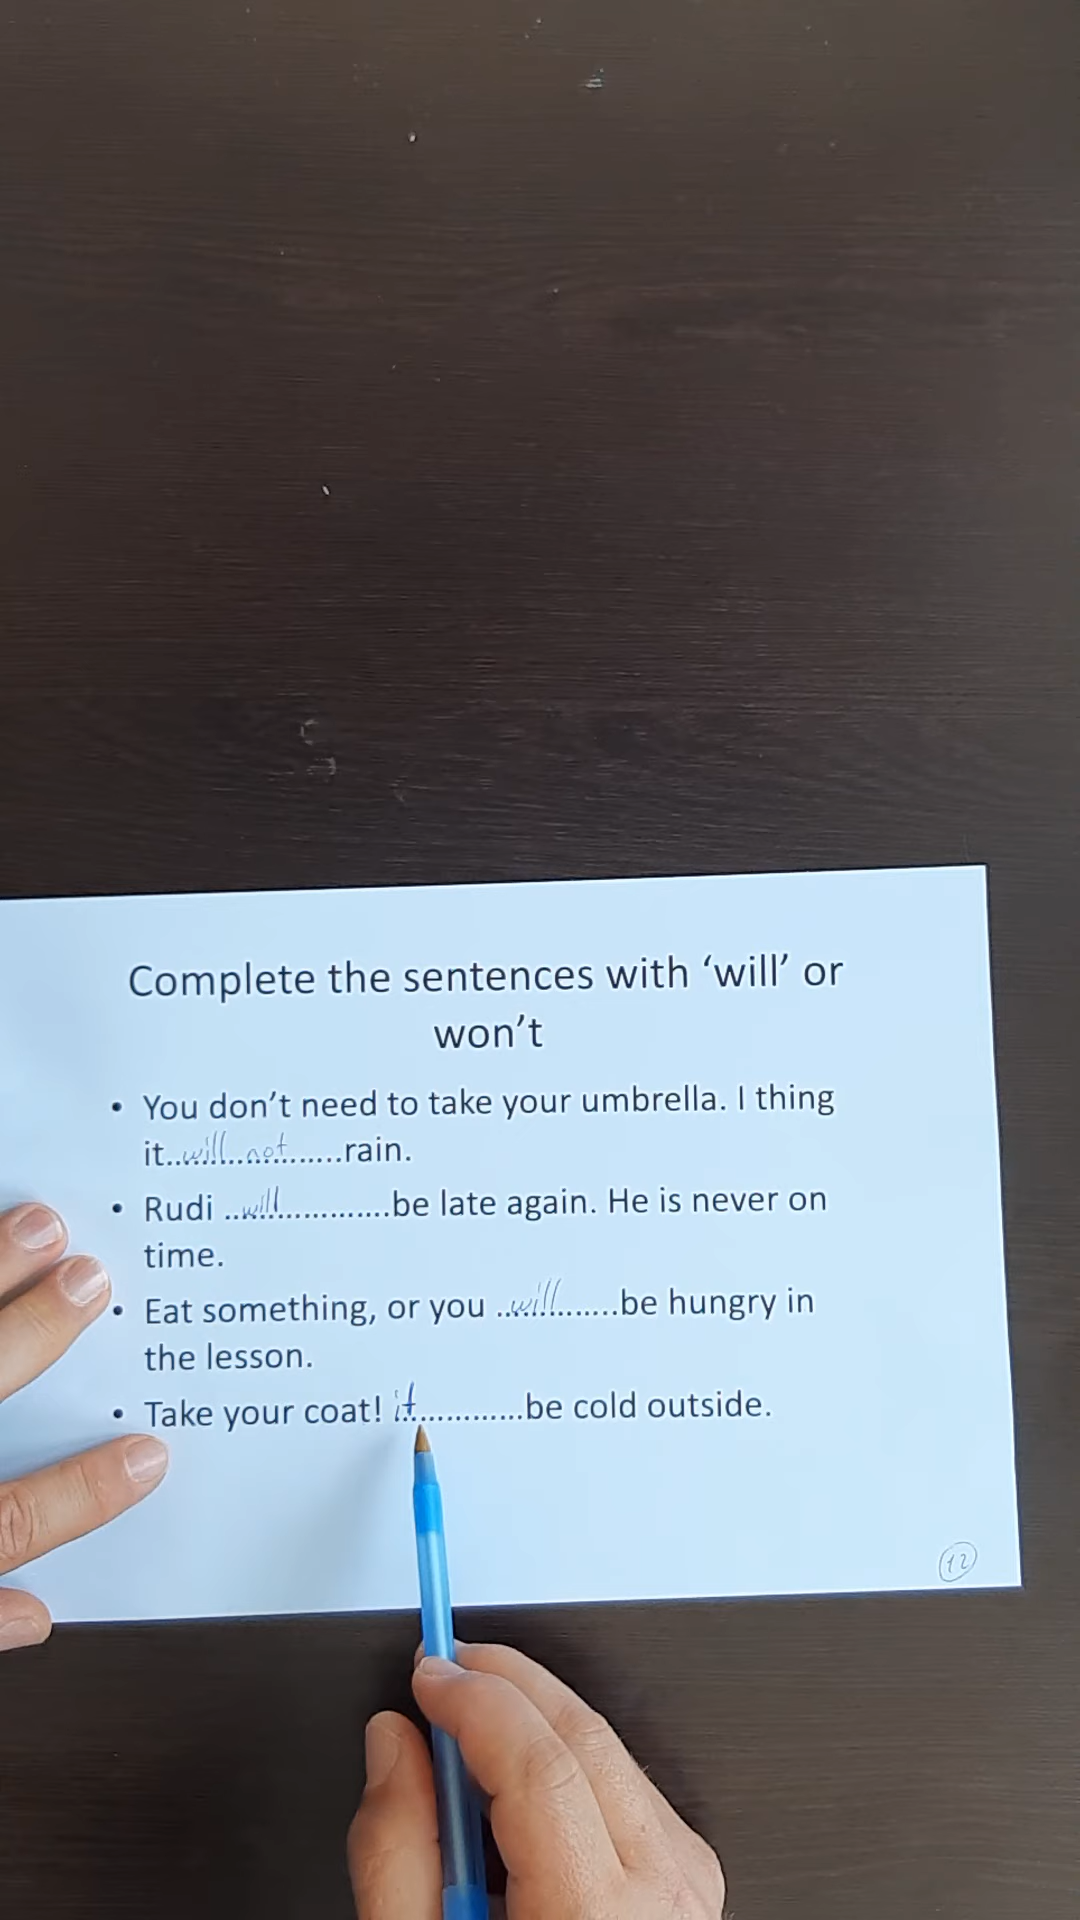 Complete the sentences with ‘will’ or
won’t
• You don’t need to take your umbrella. I thing
it..will..not.......rain.
• Rudi ..will..............be late again. He is never on
time.
• Eat something, or you ..will.......be hungry in
the lesson.
• Take your coat! it............be cold outside.
12